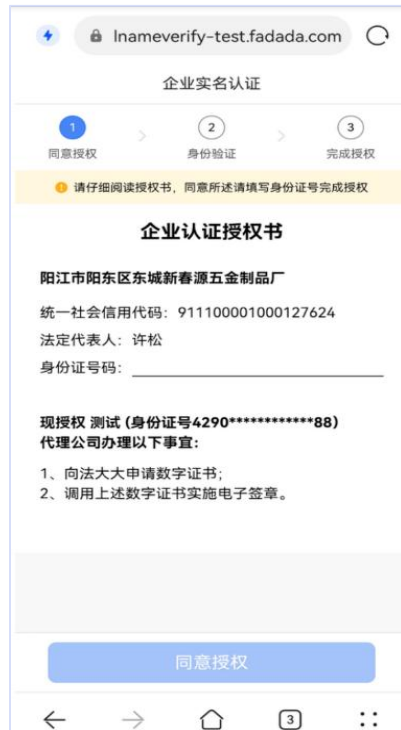 lnameverify-test.fadada.com
企业实名认证
1
2
3
同意授权
身份验证
完成授权
请仔细阅读授权书，同意所述请填写身份证号完成授权
企业认证授权书
阳江市阳东区东城新春源五金制品厂
统一社会信用代码：911100001000127624
法定代表人：许松
身份证号码：
现授权 测试 (身份证号4290************88)
代理公司办理以下事宜：
1、向法大大申请数字证书；
2、调用上述数字证书实施电子签章。
同意授权
3